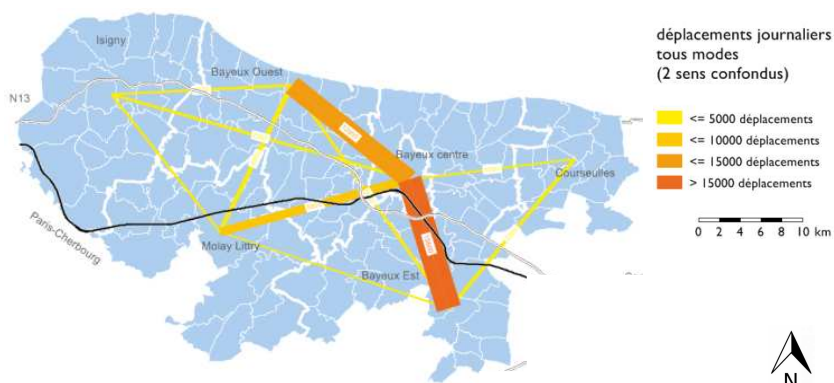 Isigny
Bayeux Ouest
N13
Bayeux centre
Courseulles
Paris-Cherbourg
Molay Littry
Bayeux Est
déplacements journaliers
tous modes
(2 sens confondus)
<= 5000 déplacements
<= 10000 déplacements
<= 15000 déplacements
> 15000 déplacements
0 2 4 6 8 10 km
N